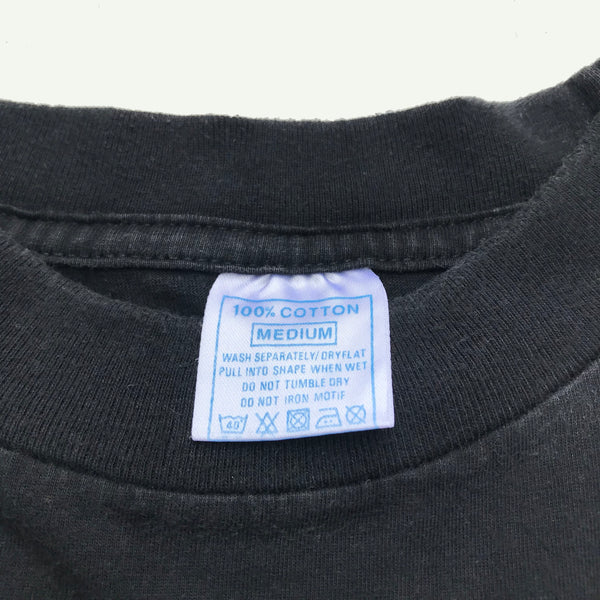 100% COTTON
MEDIUM
WASH SEPARATELY/DRYFLAT
PULL INTO SHAPE WHEN WET
DO NOT TUMBLE DRY
DO NOT IRON MOTIF
40